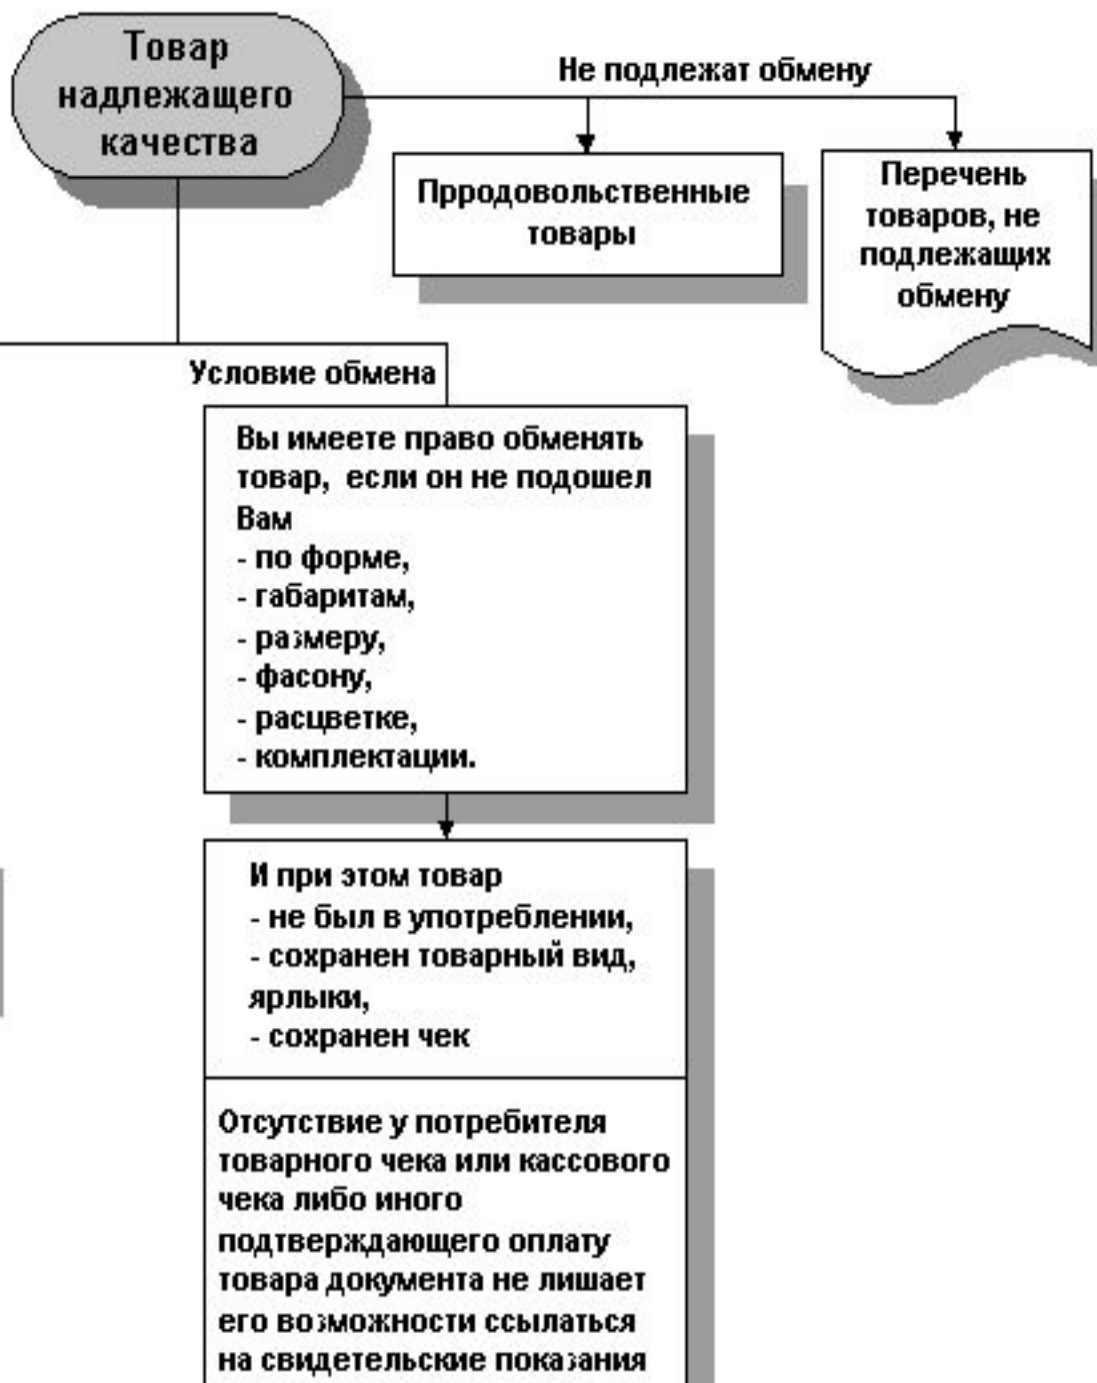 Товар
надлежащего
качества
Не подлежат обмену
Прродовольственные
товары
Перечень
товаров, не
подлежащих
обмену
Условие обмена
Вы имеете право обменять
товар, если он не подошел
Вам
- по форме,
- габаритам,
- размеру,
- фасону,
- расцветке,
- комплектации.
И при этом товар
- не был в употреблении,
- сохранен товарный вид,
ярлыки,
- сохранен чек
Отсутствие у потребителя
товарного чека или кассового
чека либо иного
подтверждающего оплату
товара документа не лишает
его возможности ссылаться
на свидетельские показания